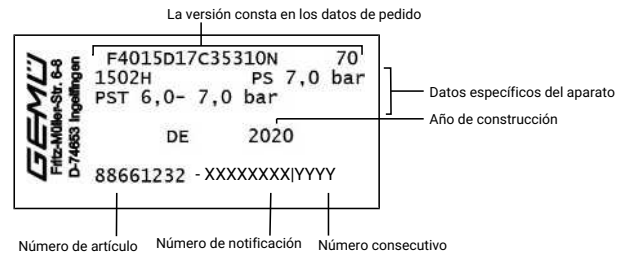 La versión consta en los datos de pedido
GEMÜ
Fritz-Müller-Str. 6-8
D-74653 Ingelfingen
F4015D17C35310N 70
1502H PS 7,0 bar
PST 6,0- 7,0 bar
DE 2020
88661232 - XXXXXXXX|YYYY
Datos específicos del aparato
Año de construcción
Número de artículo
Número de notificación
Número consecutivo